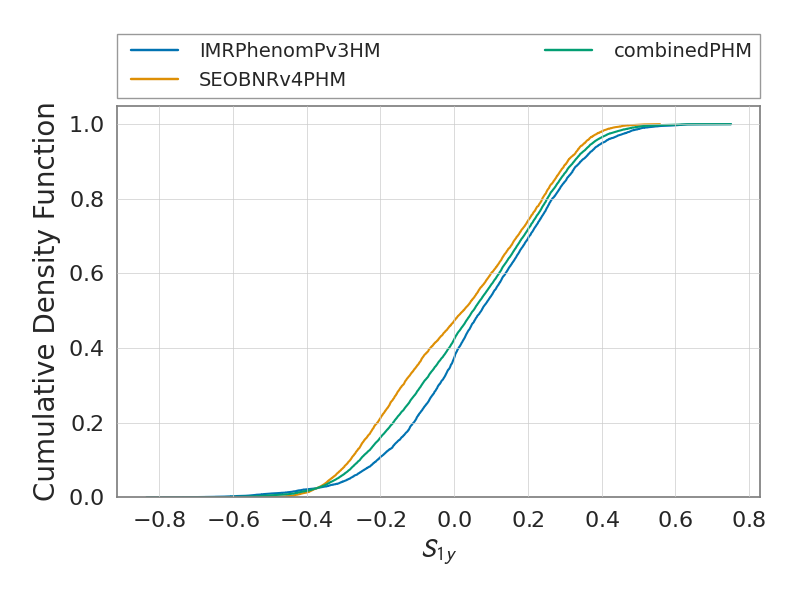 IMRPhenomPv3HM
SEOBNRv4PHM
combinedPHM
Cumulative Density Function
1.0
0.8
0.6
0.4
0.2
0.0
−0.8 −0.6 −0.4 −0.2 0.0 0.2 0.4 0.6 0.8
S1y